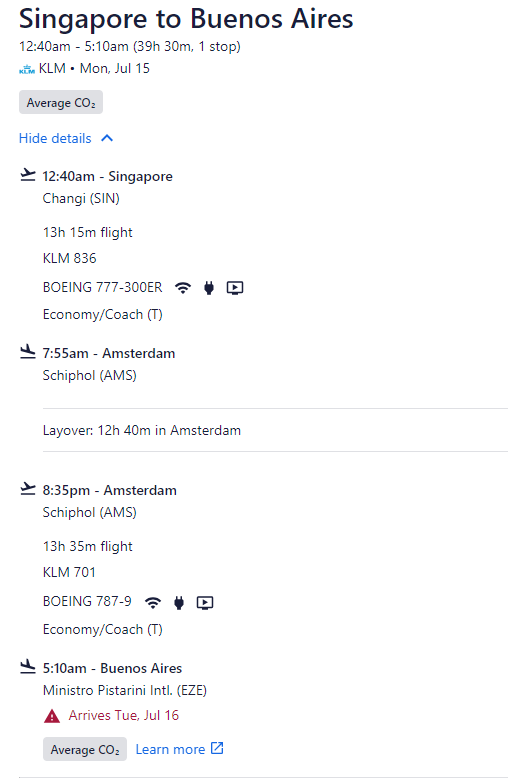 Singapore to Buenos Aires
12:40am - 5:10am (39h 30m, 1 stop)
KLM KLM • Mon, Jul 15
Average CO₂
Hide details
12:40am - Singapore
Changi (SIN)
13h 15m flight
KLM 836
BOEING 777-300ER
Economy/Coach (T)
7:55am - Amsterdam
Schiphol (AMS)
Layover: 12h 40m in Amsterdam
8:35pm - Amsterdam
Schiphol (AMS)
13h 35m flight
KLM 701
BOEING 787-9
Economy/Coach (T)
5:10am - Buenos Aires
Ministro Pistarini Intl. (EZE)
Arrives Tue, Jul 16
Average CO₂ Learn more